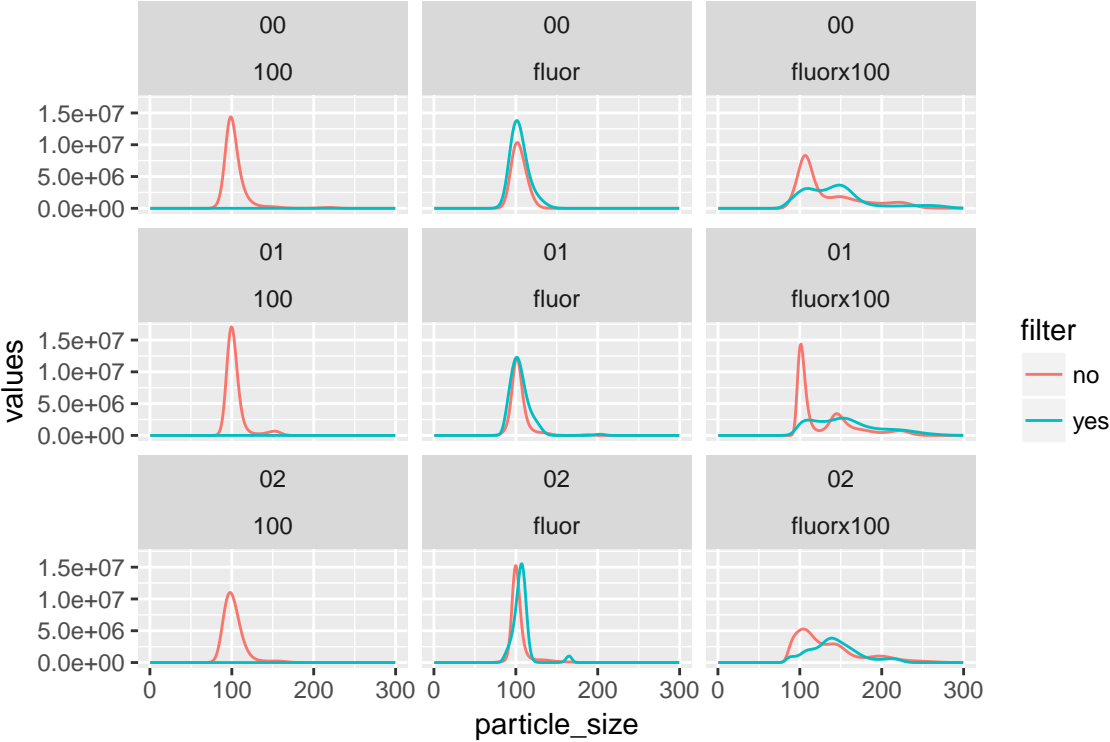 00 00 00
100 fluor fluorx100
1.5e+07
1.0e+07
5.0e+06
0.0e+00
01 01 01
100 fluor fluorx100
1.5e+07
1.0e+07
5.0e+06
0.0e+00
02 02 02
100 fluor fluorx100
1.5e+07
1.0e+07
5.0e+06
0.0e+00
0 100 200 300 0 100 200 300 0 100 200 300
particle_size
values
filter
no
yes